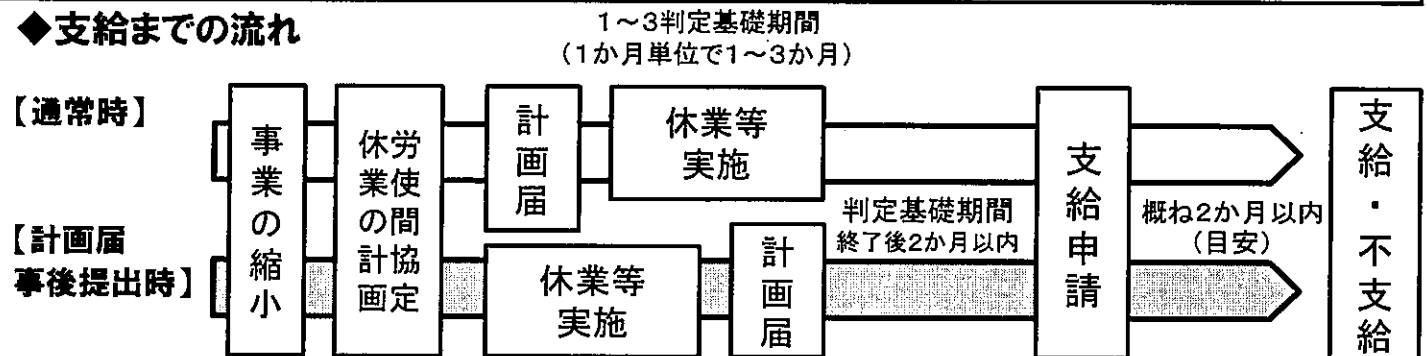 ◆支給までの流れ
1~3判定基礎期間
(1か月単位で1~3か月)
【通常時】
事業の縮小
労使間協定
休業の計画
計画届
休業等
実施
判定基礎期間
終了後2か月以内
支給申請
概ね2か月以内
(目安)
支給・不支給
【計画届
事後提出時】
休業等
実施
計画届